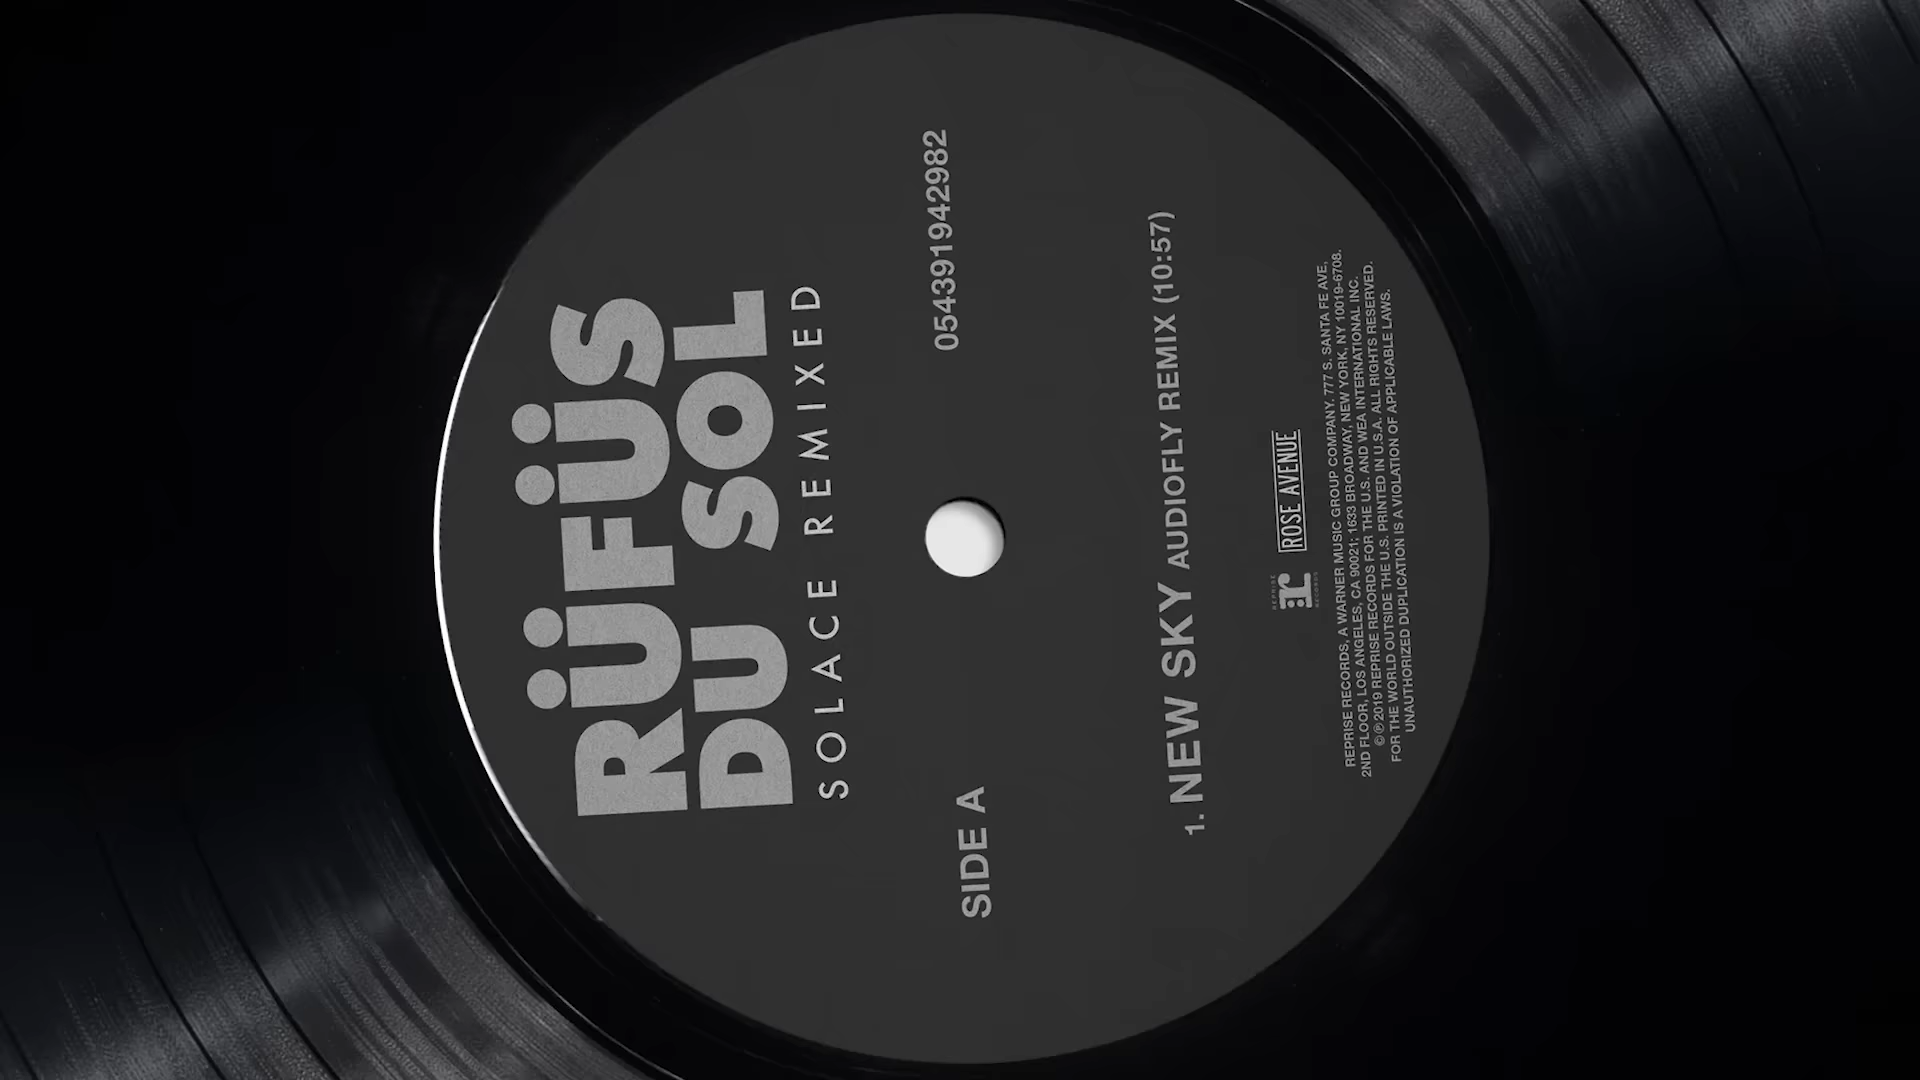 RÜFÜS
DU SOL
SOLACE REMIXED
SIDE A
054391942982
1. NEW SKY AUDIOFLY REMIX (10:57)
REPRISE
RECORDS
ROSE AVENUE
REPRISE RECORDS, A WARNER MUSIC GROUP COMPANY. 777 S. SANTA FE AVE,
2ND FLOOR, LOS ANGELES, CA 90021; 1633 BROADWAY, NEW YORK, NY 10019-6708.
© ℗ 2019 REPRISE RECORDS FOR THE U.S. AND WEA INTERNATIONAL INC.
FOR THE WORLD OUTSIDE THE U.S. PRINTED IN U.S.A. ALL RIGHTS RESERVED.
UNAUTHORIZED DUPLICATION IS A VIOLATION OF APPLICABLE LAWS.